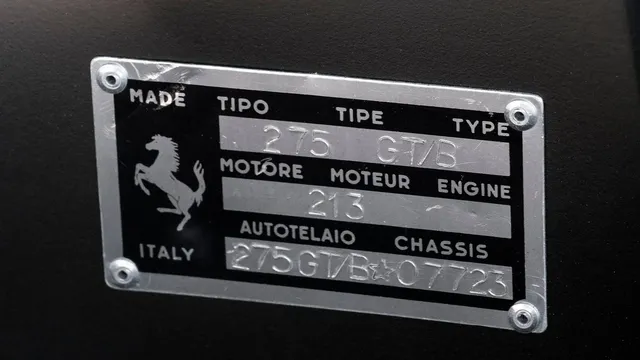 MADE
TIPO TIPE TYPE
275 GT/B
MOTORE MOTEUR ENGINE
213 -
AUTOTELAIO CHASSIS
ITALY
275GT/B☆07723